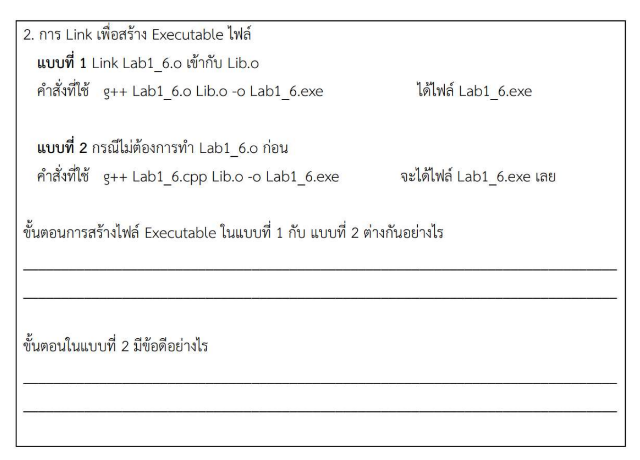 2. การ Link เพื่อสร้าง Executable ไฟล์
แบบที่ 1 Link Lab1_6.o เข้ากับ Lib.o
คำสั่งที่ใช้ g++ Lab1_6.o Lib.o -o Lab1_6.exe ได้ไฟล์ Lab1_6.exe
แบบที่ 2 กรณีไม่ต้องการทำ Lab1_6.o ก่อน
คำสั่งที่ใช้ g++ Lab1_6.cpp Lib.o -o Lab1_6.exe จะได้ไฟล์ Lab1_6.exe เลย
ขั้นตอนการสร้างไฟล์ Executable ในแบบที่ 1 กับ แบบที่ 2 ต่างกันอย่างไร
ขั้นตอนในแบบที่ 2 มีข้อดีอย่างไร